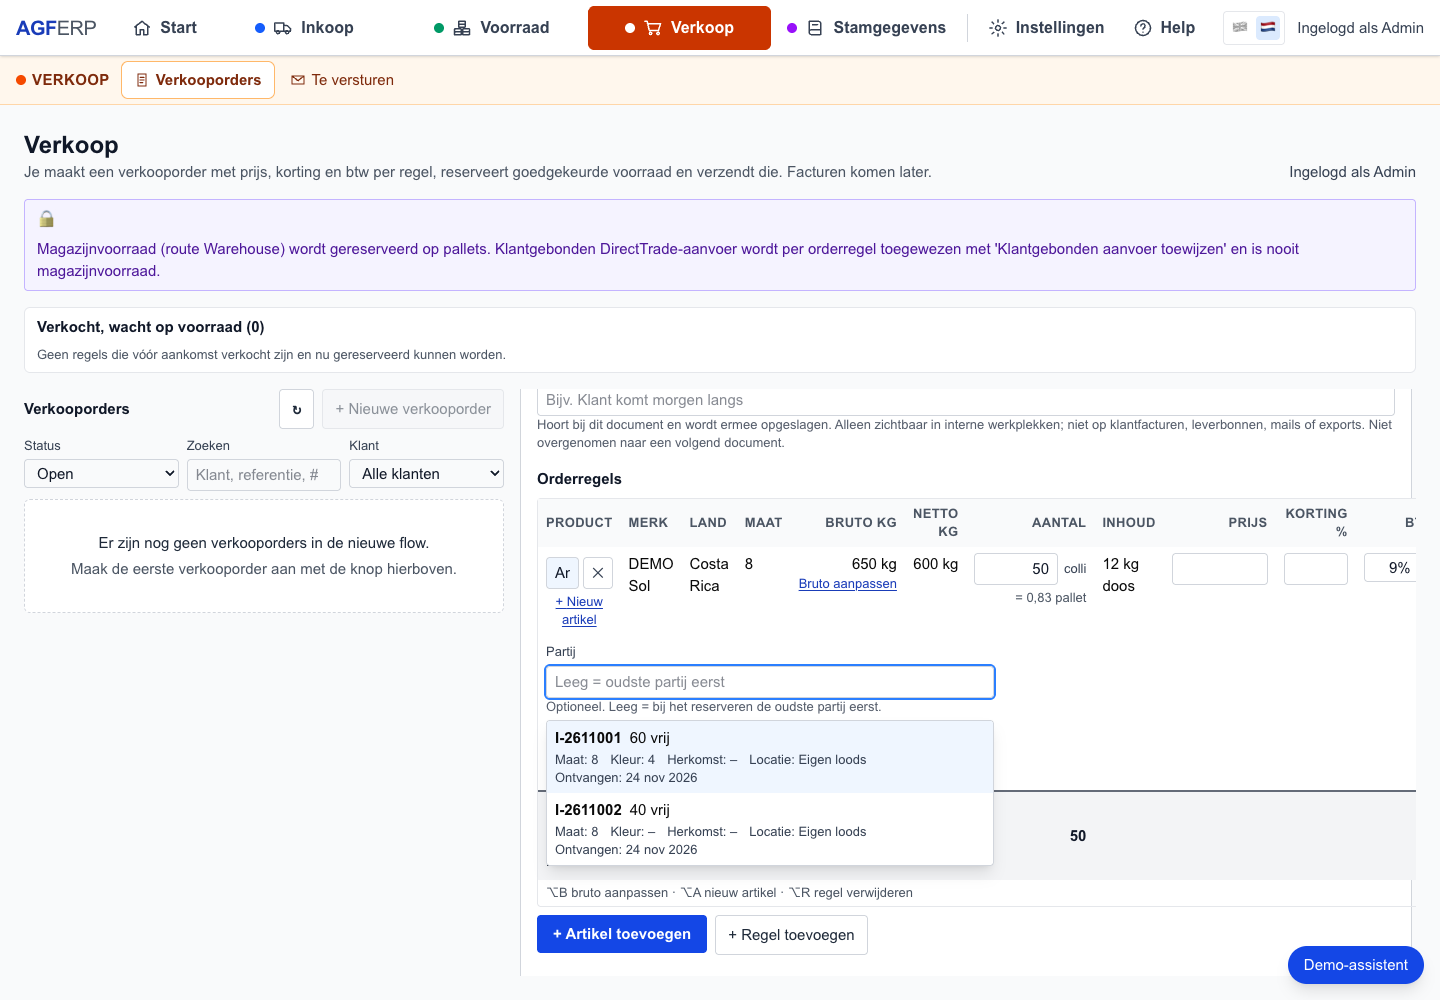 AGFERP
Start
Inkoop
Voorraad
Verkoop
Stamgegevens
Instellingen
Help
Ingelogd als Admin
VERKOOP
Verkooporders
Te versturen
Verkoop
Je maakt een verkooporder met prijs, korting en btw per regel, reserveert goedgekeurde voorraad en verzendt die. Facturen komen later.
Ingelogd als Admin
Magazijnvoorraad (route Warehouse) wordt gereserveerd op pallets. Klantgebonden DirectTrade-aanvoer wordt per orderregel toegewezen met 'Klantgebonden aanvoer toewijzen' en is nooit
magazijnvoorraad.
Verkocht, wacht op voorraad (0)
Geen regels die vóór aankomst verkocht zijn en nu gereserveerd kunnen worden.
Verkooporders
↻
+ Nieuwe verkooporder
Status
Zoeken
Klant
Open
Klant, referentie, #
Alle klanten
Er zijn nog geen verkooporders in de nieuwe flow.
Maak de eerste verkooporder aan met de knop hierboven.
Bijv. Klant komt morgen langs
Hoort bij dit document en wordt ermee opgeslagen. Alleen zichtbaar in interne werkplekken; niet op klantfacturen, leverbonnen, mails of exports. Niet
overgenomen naar een volgend document.
Orderregels
PRODUCT MERK LAND MAAT BRUTO KG NETTO KG AANTAL INHOUD PRIJS KORTING %
Ar
+ Nieuw
artikel
DEMO
Sol
Costa
Rica
8
650 kg
Bruto aanpassen
600 kg
50 colli
= 0,83 pallet
12 kg
doos
9%
Partij
Leeg = oudste partij eerst
Optioneel. Leeg = bij het reserveren de oudste partij eerst.
I-2611001 60 vrij
Maat: 8 Kleur: 4 Herkomst: – Locatie: Eigen loods
Ontvangen: 24 nov 2026
I-2611002 40 vrij
Maat: 8 Kleur: – Herkomst: – Locatie: Eigen loods
Ontvangen: 24 nov 2026
50
⌥B bruto aanpassen · ⌥A nieuw artikel · ⌥R regel verwijderen
+ Artikel toevoegen
+ Regel toevoegen
Demo-assistent